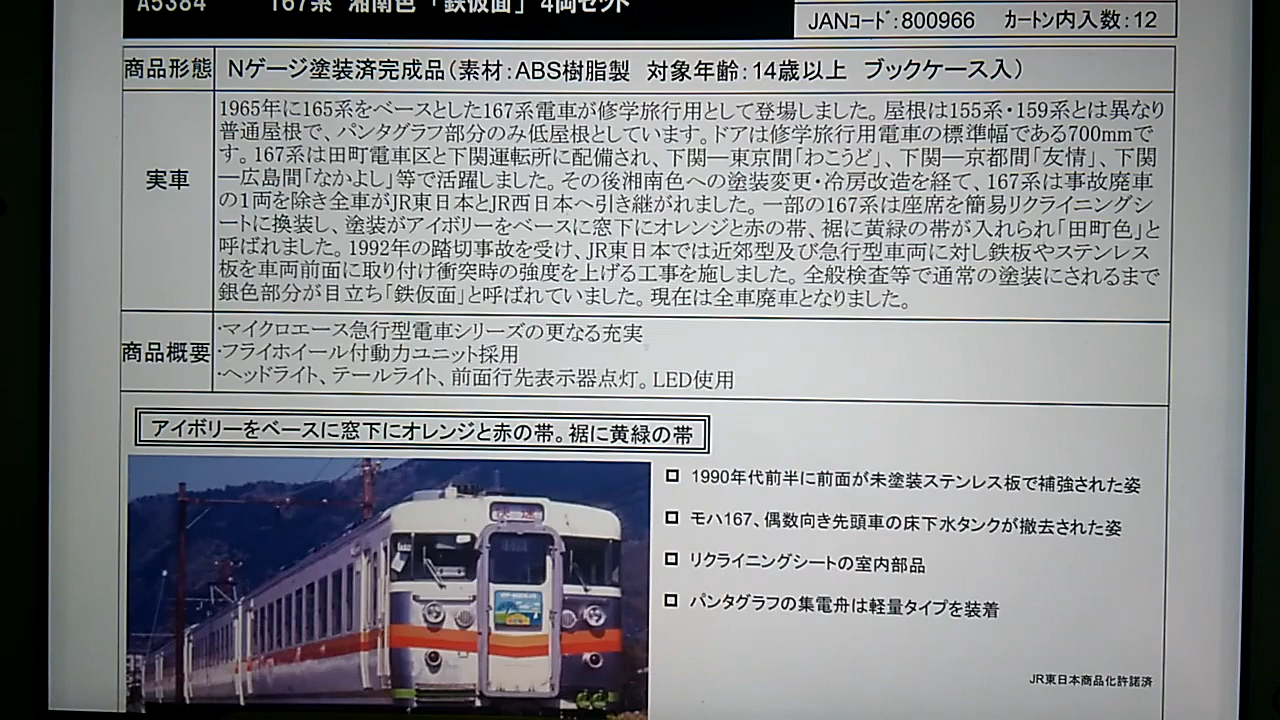 A5384 167系 湘南色 「鉄仮面」 4両セット
JANｺｰﾄﾞ:800966 カートン内入数:12
商品形態 Nゲージ塗装済完成品(素材:ABS樹脂製 対象年齢:14歳以上 ブックケース入)
実車
1965年に165系をベースとした167系電車が修学旅行用として登場しました。屋根は155系・159系とは異なり
普通屋根で、パンタグラフ部分のみ低屋根としています。ドアは修学旅行用電車の標準幅である700mmで
す。167系は田町電車区と下関運転所に配備され、下関―東京間「わこうど」、下関―京都間「友情」、下関
―広島間「なかよし」等で活躍しました。その後湘南色への塗装変更・冷房改造を経て、167系は事故廃車
の1両を除き全車がJR東日本とJR西日本へ引き継がれました。一部の167系は座席を簡易リクライニングシ
ートに換装し、塗装がアイボリーをベースに窓下にオレンジと赤の帯、裾に黄緑の帯が入れられ「田町色」と
呼ばれました。1992年の踏切事故を受け、JR東日本では近郊型及び急行型車両に対し鉄板やステンレス
板を車両前面に取り付け衝突時の強度を上げる工事を施しました。全般検査等で通常の塗装にされるまで
銀色部分が目立ち「鉄仮面」と呼ばれていました。現在は全車廃車となりました。
商品概要
・マイクロエース急行型電車シリーズの更なる充実
・フライホイール付動力ユニット採用
・ヘッドライト、テールライト、前面行先表示器点灯。LED使用
アイボリーをベースに窓下にオレンジと赤の帯。裾に黄緑の帯
1990年代前半に前面が未塗装ステンレス板で補強された姿
モハ167、偶数向き先頭車の床下水タンクが撤去された姿
リクライニングシートの室内部品
パンタグラフの集電舟は軽量タイプを装着
快速
JR東日本商品化許諾済